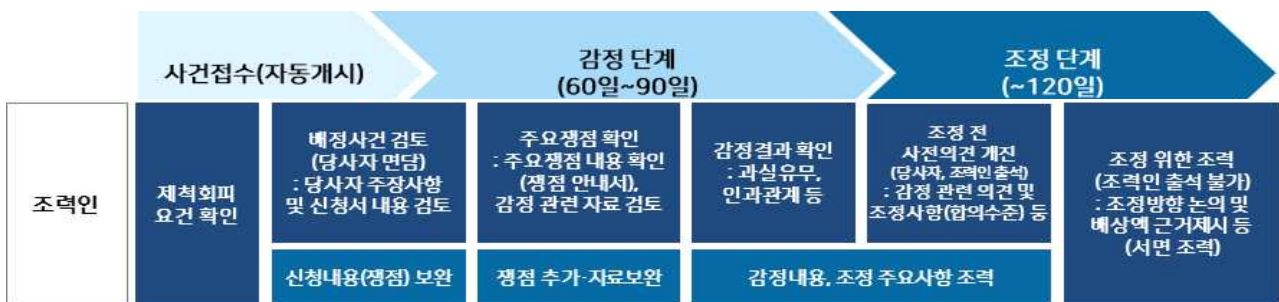 사건접수(자동개시)
감정 단계
(60일~90일)
조정 단계
(~120일)
조력인
제척회피
요건 확인
배정사건 검토
(당사자 면담)
: 당사자 주장사항
및 신청서 내용 검토
주요쟁점 확인
: 주요쟁점 내용 확인
(쟁점 안내서),
감정 관련 자료 검토
감정결과 확인
: 과실유무,
인과관계 등
조정 전
사전의견 개진
(당사자, 조력인 출석)
: 감정 관련 의견 및
조정사항(합의수준) 등
조정 위한 조력
(조력인 출석 불가)
: 조정방향 논의 및
배상액 근거제시 등
(서면 조력)
신청내용(쟁점) 보완
쟁점 추가·자료보완
감정내용, 조정 주요사항 조력